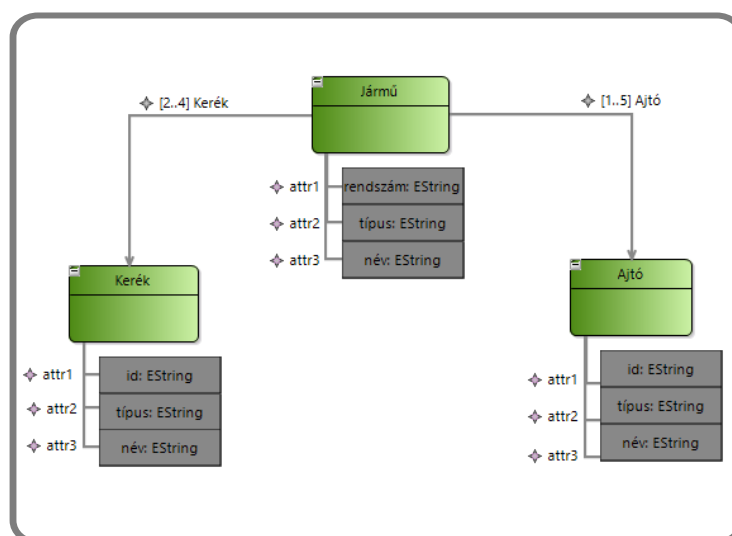 Jármű
[2..4] Kerék
[1..5] Ajtó
attr1 rendszám: EString
attr2 típus: EString
attr3 név: EString
Kerék
attr1 id: EString
attr2 típus: EString
attr3 név: EString
Ajtó
attr1 id: EString
attr2 típus: EString
attr3 név: EString